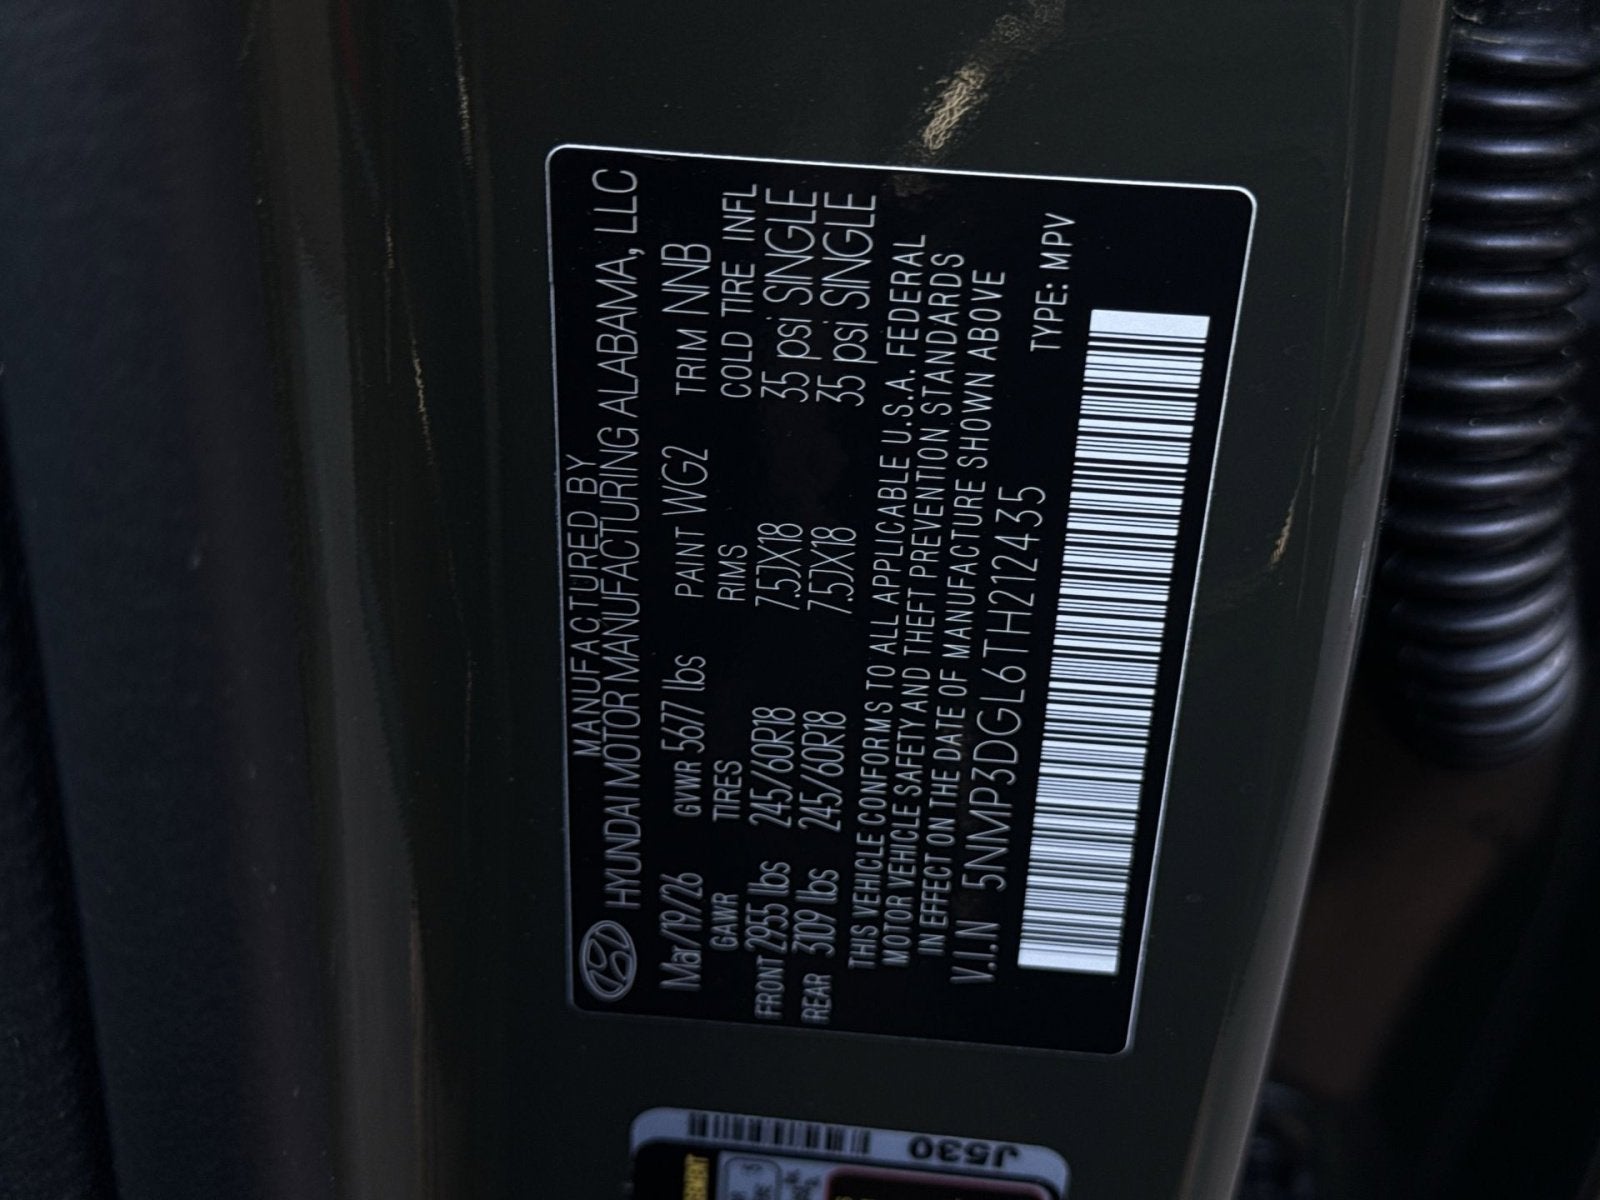 MANUFACTURED BY
HYUNDAI MOTOR MANUFACTURING ALABAMA, LLC
Mar/19/26 GVWR 5677 lbs PAINT WG2 TRIM NNB
GAWR TIRES RIMS COLD TIRE INFL
FRONT 2955 lbs 245/60R18 7.5JX18 35 psi SINGLE
REAR 3109 lbs 245/60R18 7.5JX18 35 psi SINGLE
THIS VEHICLE CONFORMS TO ALL APPLICABLE U.S.A. FEDERAL
MOTOR VEHICLE SAFETY AND THEFT PREVENTION STANDARDS
IN EFFECT ON THE DATE OF MANUFACTURE SHOWN ABOVE
V.I.N 5NMP3DGL6TH212435
TYPE: MPV
J530